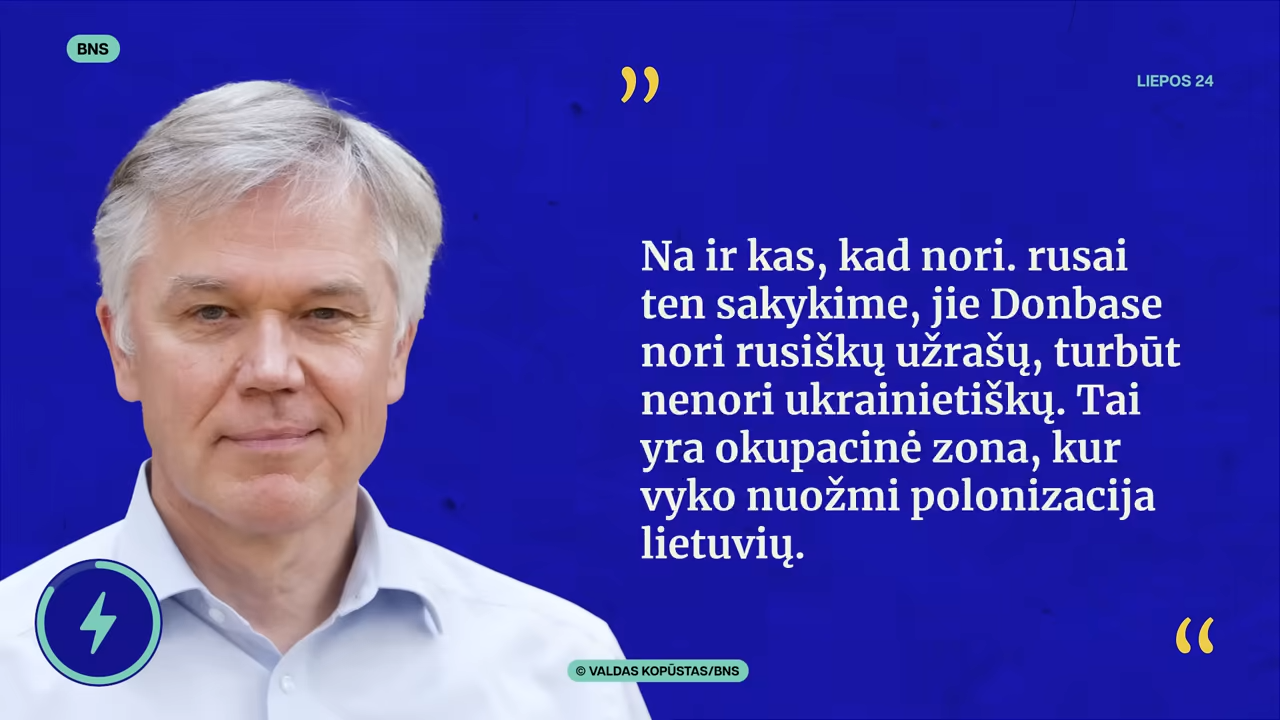 BNS
LIEPOS 24
”
Na ir kas, kad nori. rusai
ten sakykime, jie Donbase
nori rusiškų užrašų, turbūt
nenori ukrainietiškų. Tai
yra okupacinė zona, kur
vyko nuožmi polonizacija
lietuvių.
“
© VALDAS KOPŪSTAS/BNS